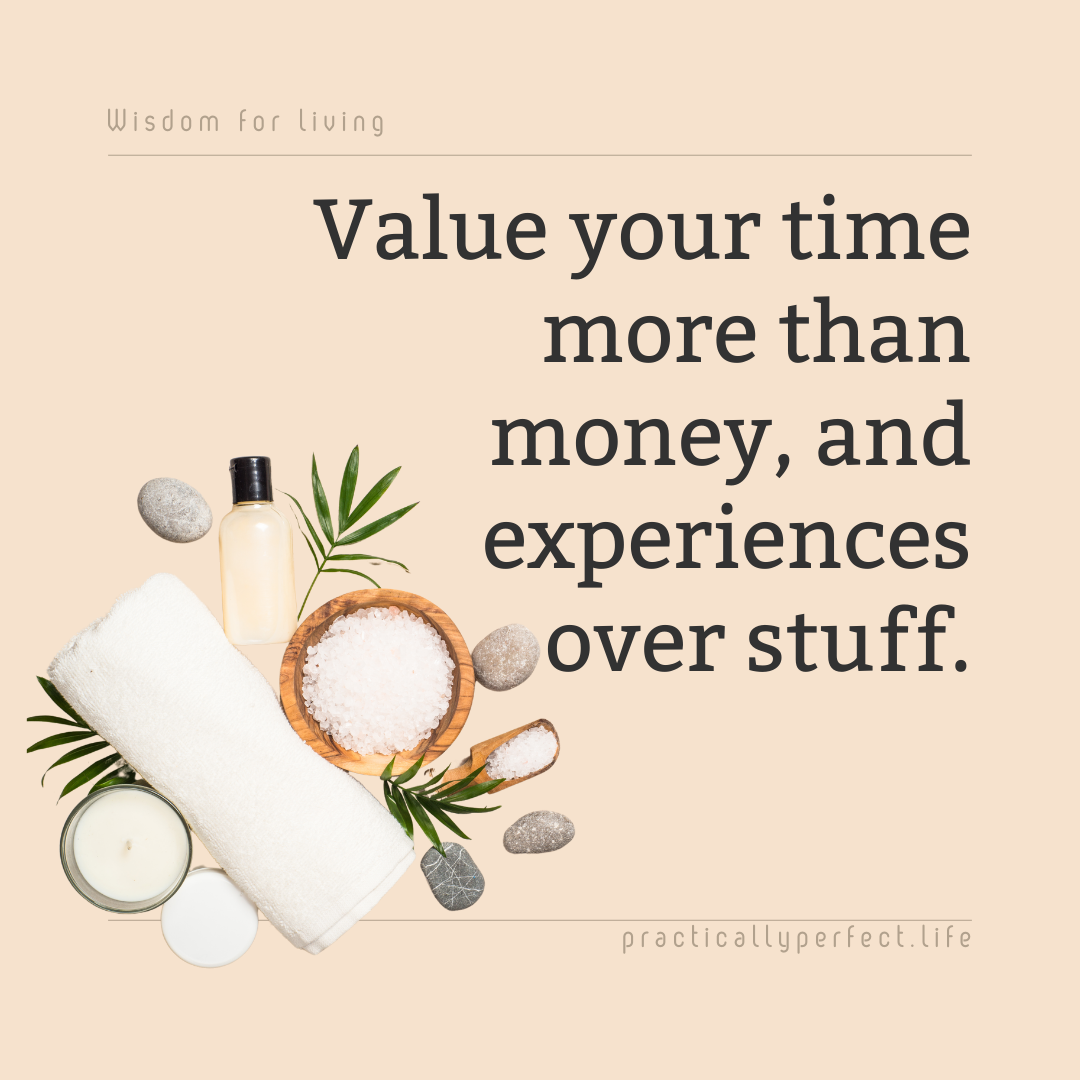 Wisdom for living
Value your time
more than
money, and
experiences
over stuff.
practicallyperfect.life